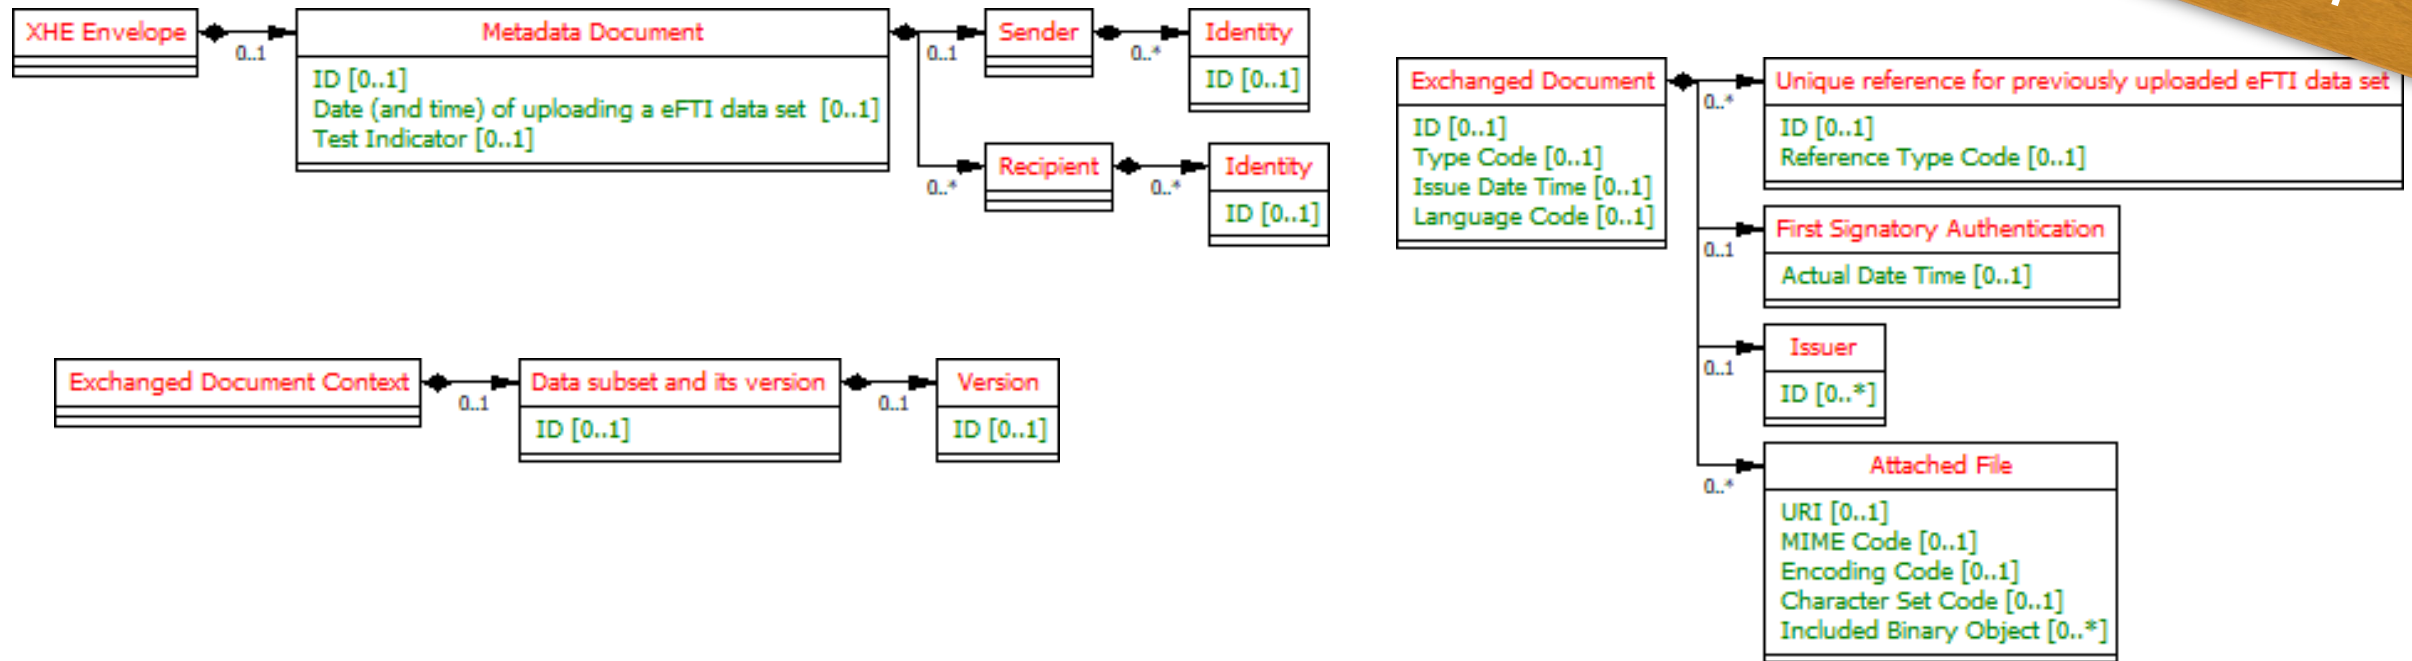 XHE Envelope
0..1
Metadata Document
ID [0..1]
Date (and time) of uploading a eFTI data set [0..1]
Test Indicator [0..1]
0..1
Sender
0..*
Identity
ID [0..1]
0..*
Recipient
0..*
Identity
ID [0..1]
Exchanged Document Context
0..1
Data subset and its version
ID [0..1]
0..1
Version
ID [0..1]
Exchanged Document
ID [0..1]
Type Code [0..1]
Issue Date Time [0..1]
Language Code [0..1]
0..*
Unique reference for previously uploaded eFTI data set
ID [0..1]
Reference Type Code [0..1]
0..1
First Signatory Authentication
Actual Date Time [0..1]
0..1
Issuer
ID [0..*]
0..*
Attached File
URI [0..1]
MIME Code [0..1]
Encoding Code [0..1]
Character Set Code [0..1]
Included Binary Object [0..*]